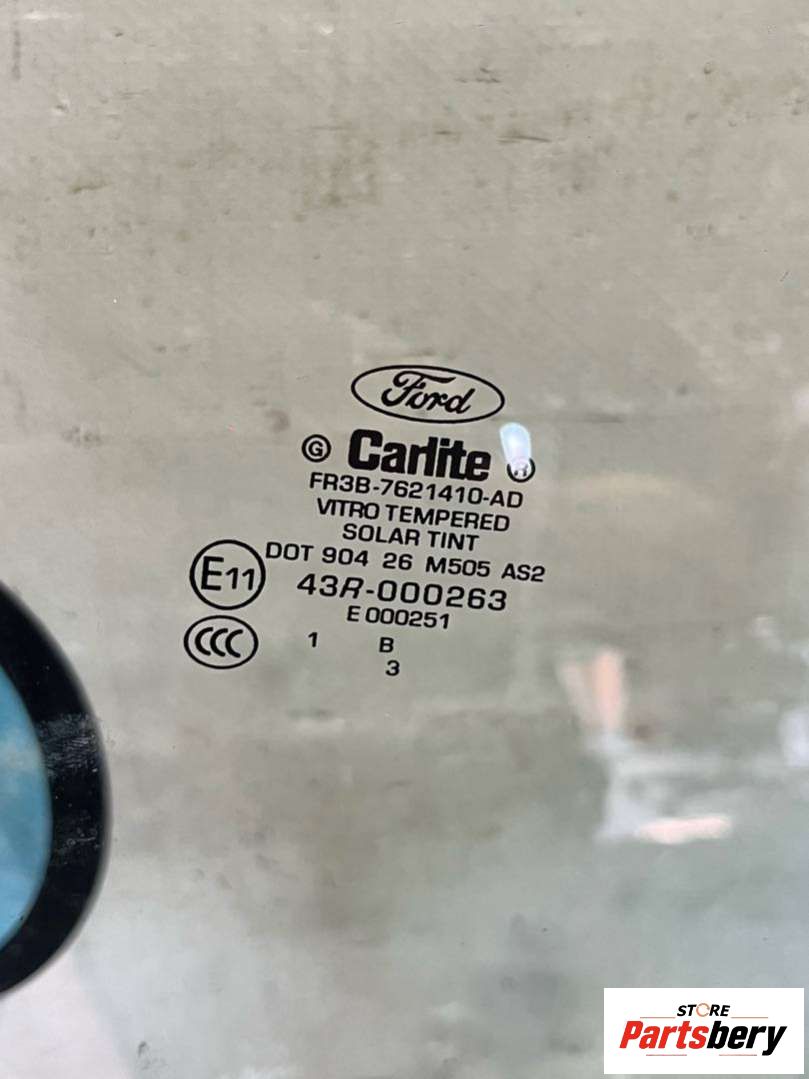 Ford
G Carlite R
FR3B-7621410-AD
VITRO TEMPERED
SOLAR TINT
DOT 904 26 M505 AS2
E11 43R-000263
E 000251
CCC 1 B
3
STORE
Partsbery